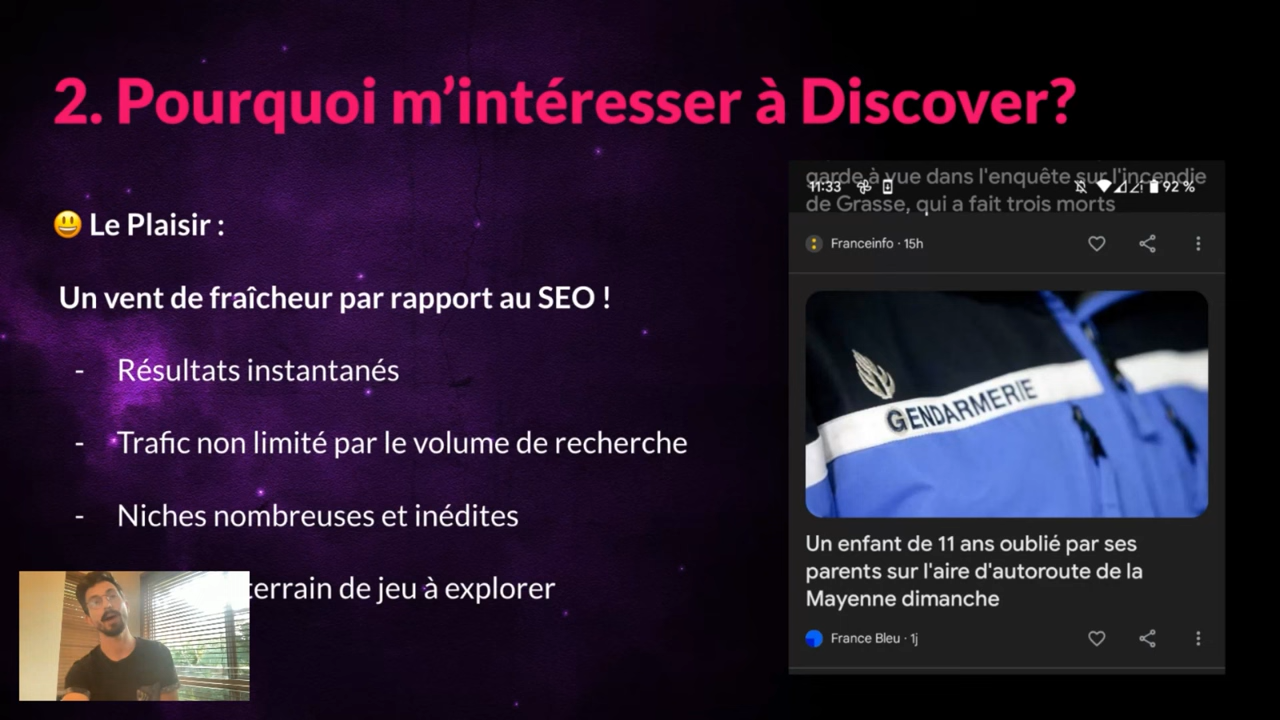 2. Pourquoi m’intéresser à Discover?
😃 Le Plaisir :
Un vent de fraîcheur par rapport au SEO !
- Résultats instantanés
- Trafic non limité par le volume de recherche
- Niches nombreuses et inédites
terrain de jeu à explorer
garde à vue dans l'enquête sur l'incendie
11:33 92 %
de Grasse, qui a fait trois morts
Franceinfo · 15h
GENDARMERIE
Un enfant de 11 ans oublié par ses
parents sur l'aire d'autoroute de la
Mayenne dimanche
France Bleu · 1j